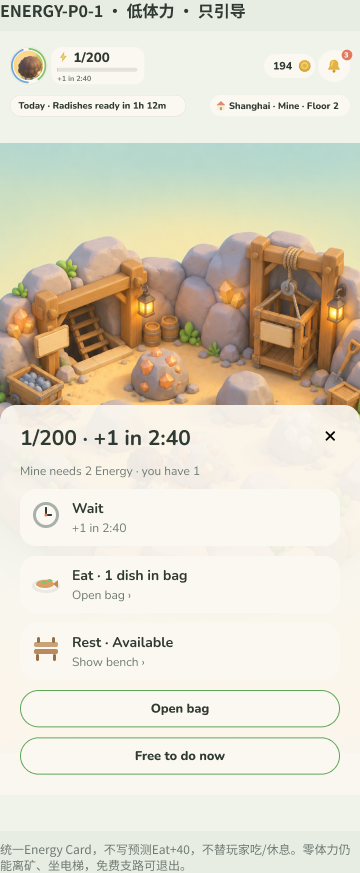 ENERGY-P0-1 • 低体力 • 只引导
1/200
+1 in 2:40
194
3
Today · Radishes ready in 1h 12m
Shanghai · Mine · Floor 2
1/200 · +1 in 2:40
Mine needs 2 Energy · you have 1
Wait
+1 in 2:40
Eat · 1 dish in bag
Open bag ›
Rest · Available
Show bench ›
Open bag
Free to do now
统一Energy Card，不写预测Eat+40，不替玩家吃/休息。零体力仍
能离矿、坐电梯，免费支路可退出。